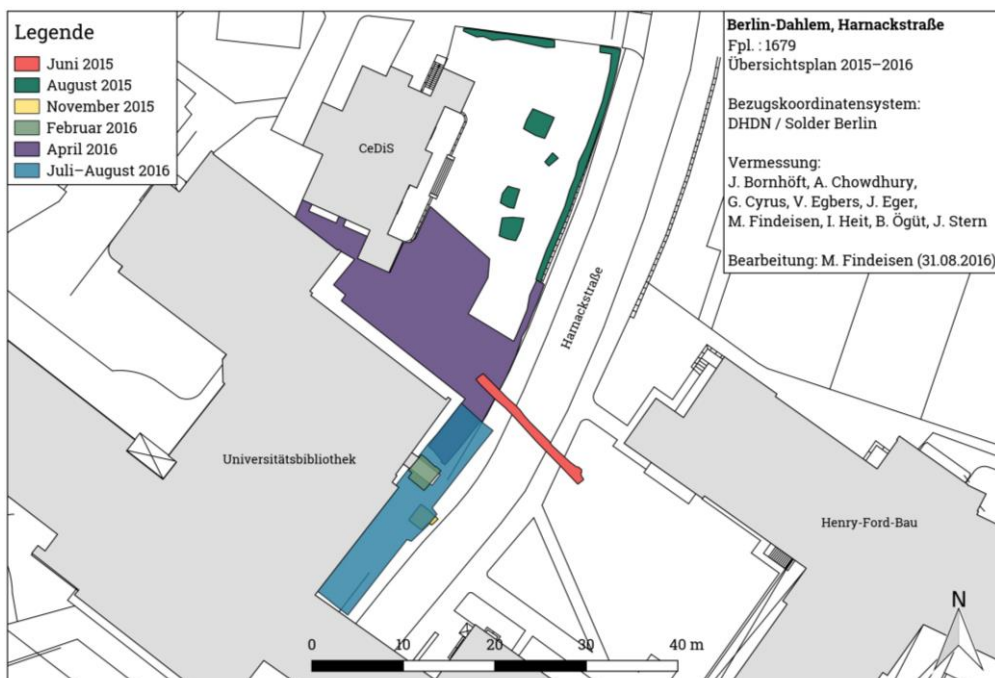 Legende
Juni 2015
August 2015
November 2015
Februar 2016
April 2016
Juli–August 2016
Berlin-Dahlem, Harnackstraße
Fpl. : 1679
Übersichtsplan 2015–2016
Bezugskoordinatensystem:
DHDN / Solder Berlin
Vermessung:
J. Bornhöft, A. Chowdhury,
G. Cyrus, V. Egbers, J. Eger,
M. Findeisen, I. Heit, B. Ögüt, J. Stern
Bearbeitung: M. Findeisen (31.08.2016)
CeDiS
Harnackstraße
Universitätsbibliothek
Henry-Ford-Bau
N
0 10 20 30 40 m